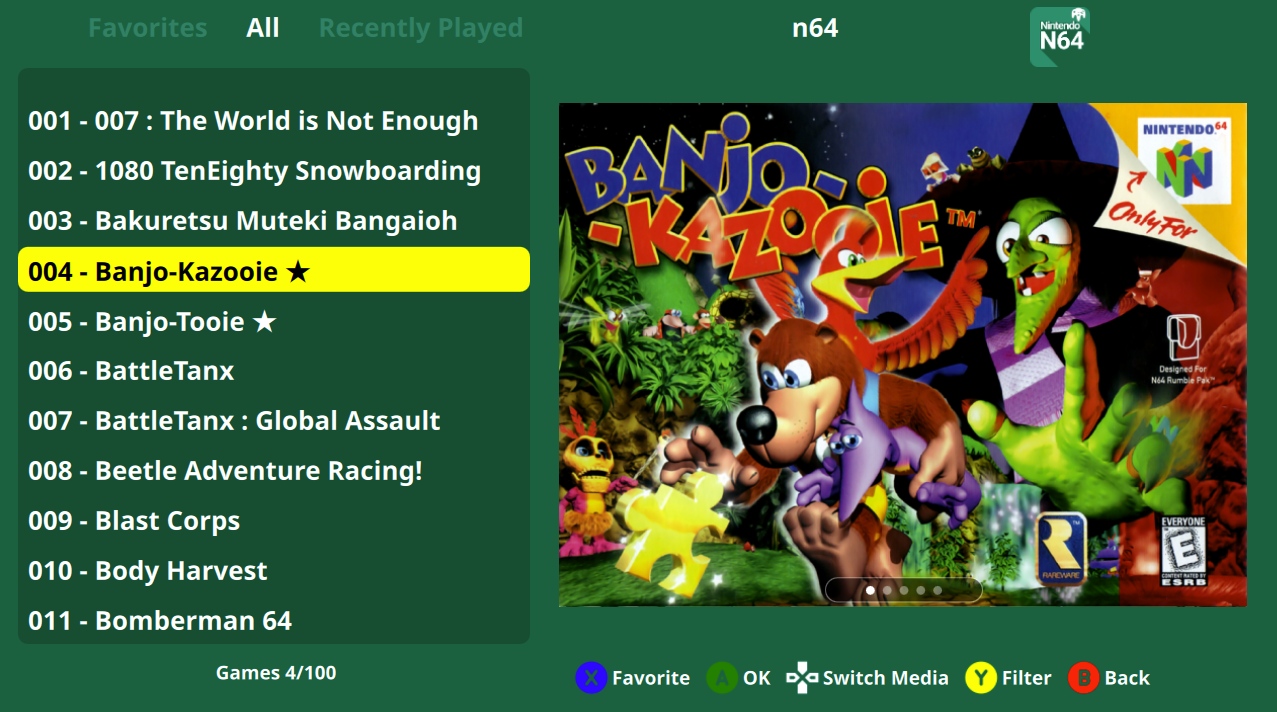 Favorites All Recently Played
n64
Nintendo
N64
001 - 007 : The World is Not Enough
002 - 1080 TenEighty Snowboarding
003 - Bakuretsu Muteki Bangaioh
004 - Banjo-Kazooie ★
005 - Banjo-Tooie ★
006 - BattleTanx
007 - BattleTanx : Global Assault
008 - Beetle Adventure Racing!
009 - Blast Corps
010 - Body Harvest
011 - Bomberman 64
Games 4/100
BANJO-
-KAZOOIE™
NINTENDO64
Only For
Designed For
N64 Rumble Pak™
R™
RAREWARE
EVERYONE
E
CONTENT RATED BY
ESRB
X Favorite A OK Switch Media Y Filter B Back